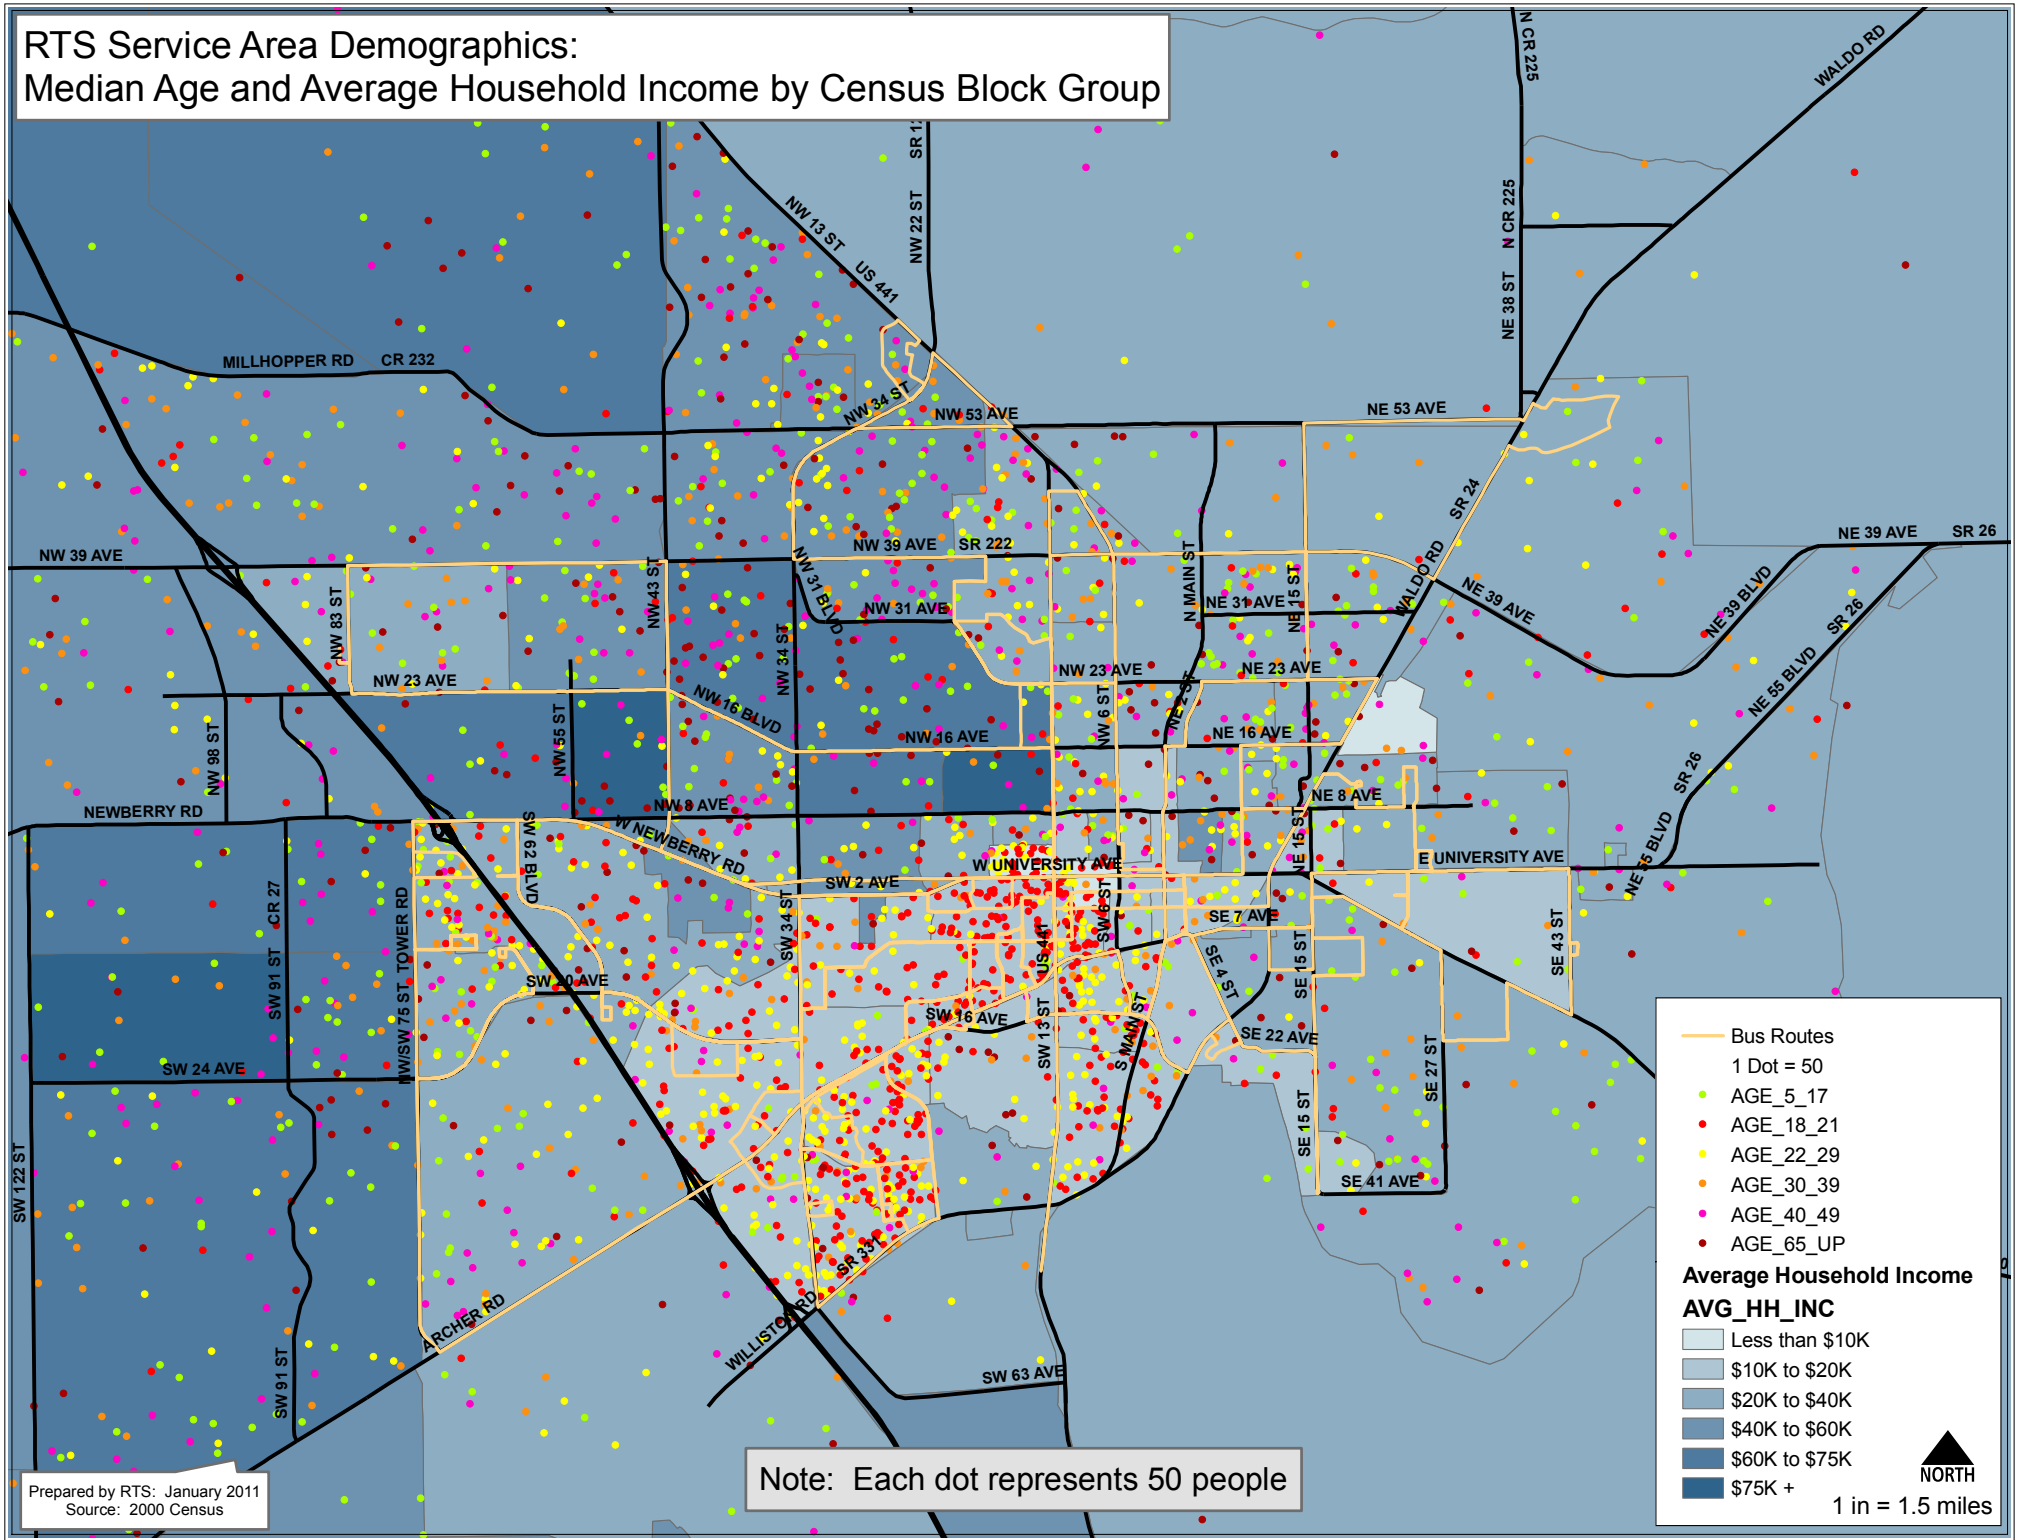 RTS Service Area Demographics:
Median Age and Average Household Income by Census Block Group
N CR 225
WALDO RD
SR 12
NW 22 ST
NW 13 ST
US 441
N CR 225
NE 38 ST
MILLHOPPER RD
CR 232
NW 34 ST
NW 53 AVE
NE 53 AVE
SR 24
NW 39 AVE
NW 39 AVE
SR 222
NE 39 AVE
SR 26
NW 83 ST
NW 43 ST
NW 31 BLVD
NW 31 AVE
N MAIN ST
NE 31 AVE
NE 15 ST
WALDO RD
NE 39 AVE
NE 39 BLVD
SR 26
NW 34 ST
NW 23 AVE
NW 23 AVE
NE 23 AVE
NE 55 BLVD
NW 16 BLVD
NW 6 ST
NE 2 ST
NW 98 ST
NW 55 ST
NW 16 AVE
NE 16 AVE
SR 26
NEWBERRY RD
NW 8 AVE
NE 8 AVE
SW 62 BLVD
W NEWBERRY RD
W UNIVERSITY AVE
NE 15 ST
E UNIVERSITY AVE
NE 55 BLVD
CR 27
SW 2 AVE
SW 91 ST
NW/SW 75 ST
TOWER RD
SW 34 ST
US 441
SW 6 ST
SE 7 AVE
SE 4 ST
SE 15 ST
SE 43 ST
SW 20 AVE
SW 16 AVE
SW 13 ST
S MAIN ST
SE 22 AVE
SW 24 AVE
SE 27 ST
SE 15 ST
SW 122 ST
SE 41 AVE
SR 331
ARCHER RD
WILLISTON RD
SW 91 ST
SW 63 AVE
Bus Routes
1 Dot = 50
AGE_5_17
AGE_18_21
AGE_22_29
AGE_30_39
AGE_40_49
AGE_65_UP
Average Household Income
AVG_HH_INC
Less than $10K
$10K to $20K
$20K to $40K
$40K to $60K
$60K to $75K
$75K +
NORTH
1 in = 1.5 miles
Note: Each dot represents 50 people
Prepared by RTS: January 2011
Source: 2000 Census